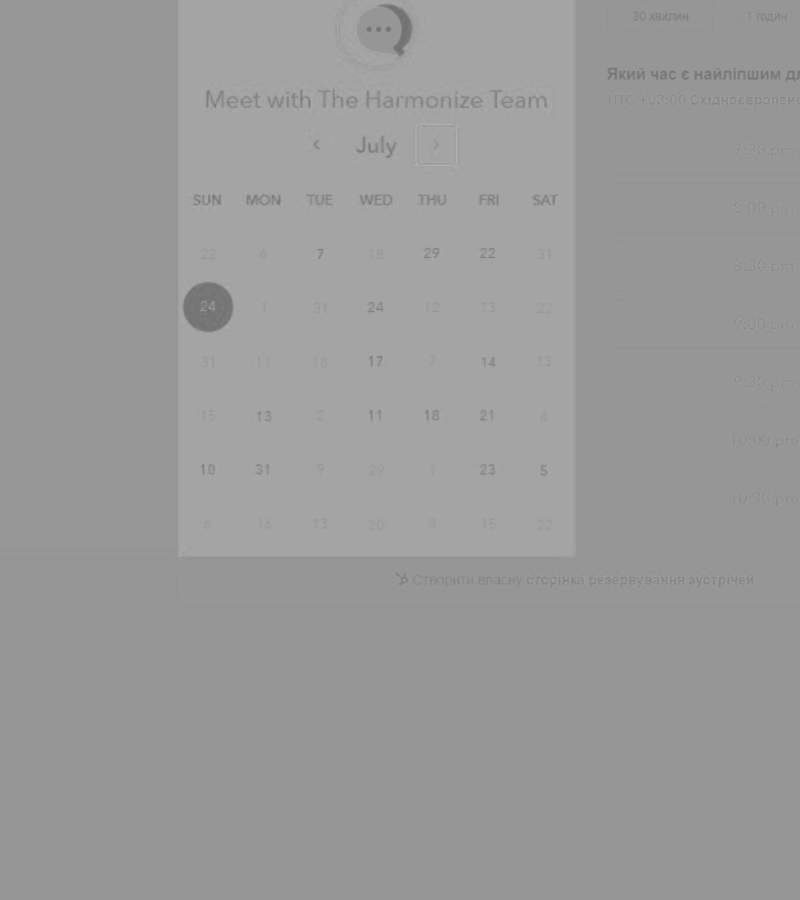 30 хвилин 1 годин
Meet with The Harmonize Team
July
Який час є найліпшим дл
UTC +03:00 Східноєвропейс
SUN MON TUE WED THU FRI SAT
22 6 7 18 29 22 31
24 1 31 24 12 13 22
31 11 18 17 7 14 13
15 13 2 11 18 21 4
10 31 9 29 1 23 5
6 16 13 20 8 15 22
7:30 pm
8:00 pm
8:30 pm
9:00 pm
9:30 pm
10:00 pm
10:30 pm
Створити власну сторінка резервування зустрічей